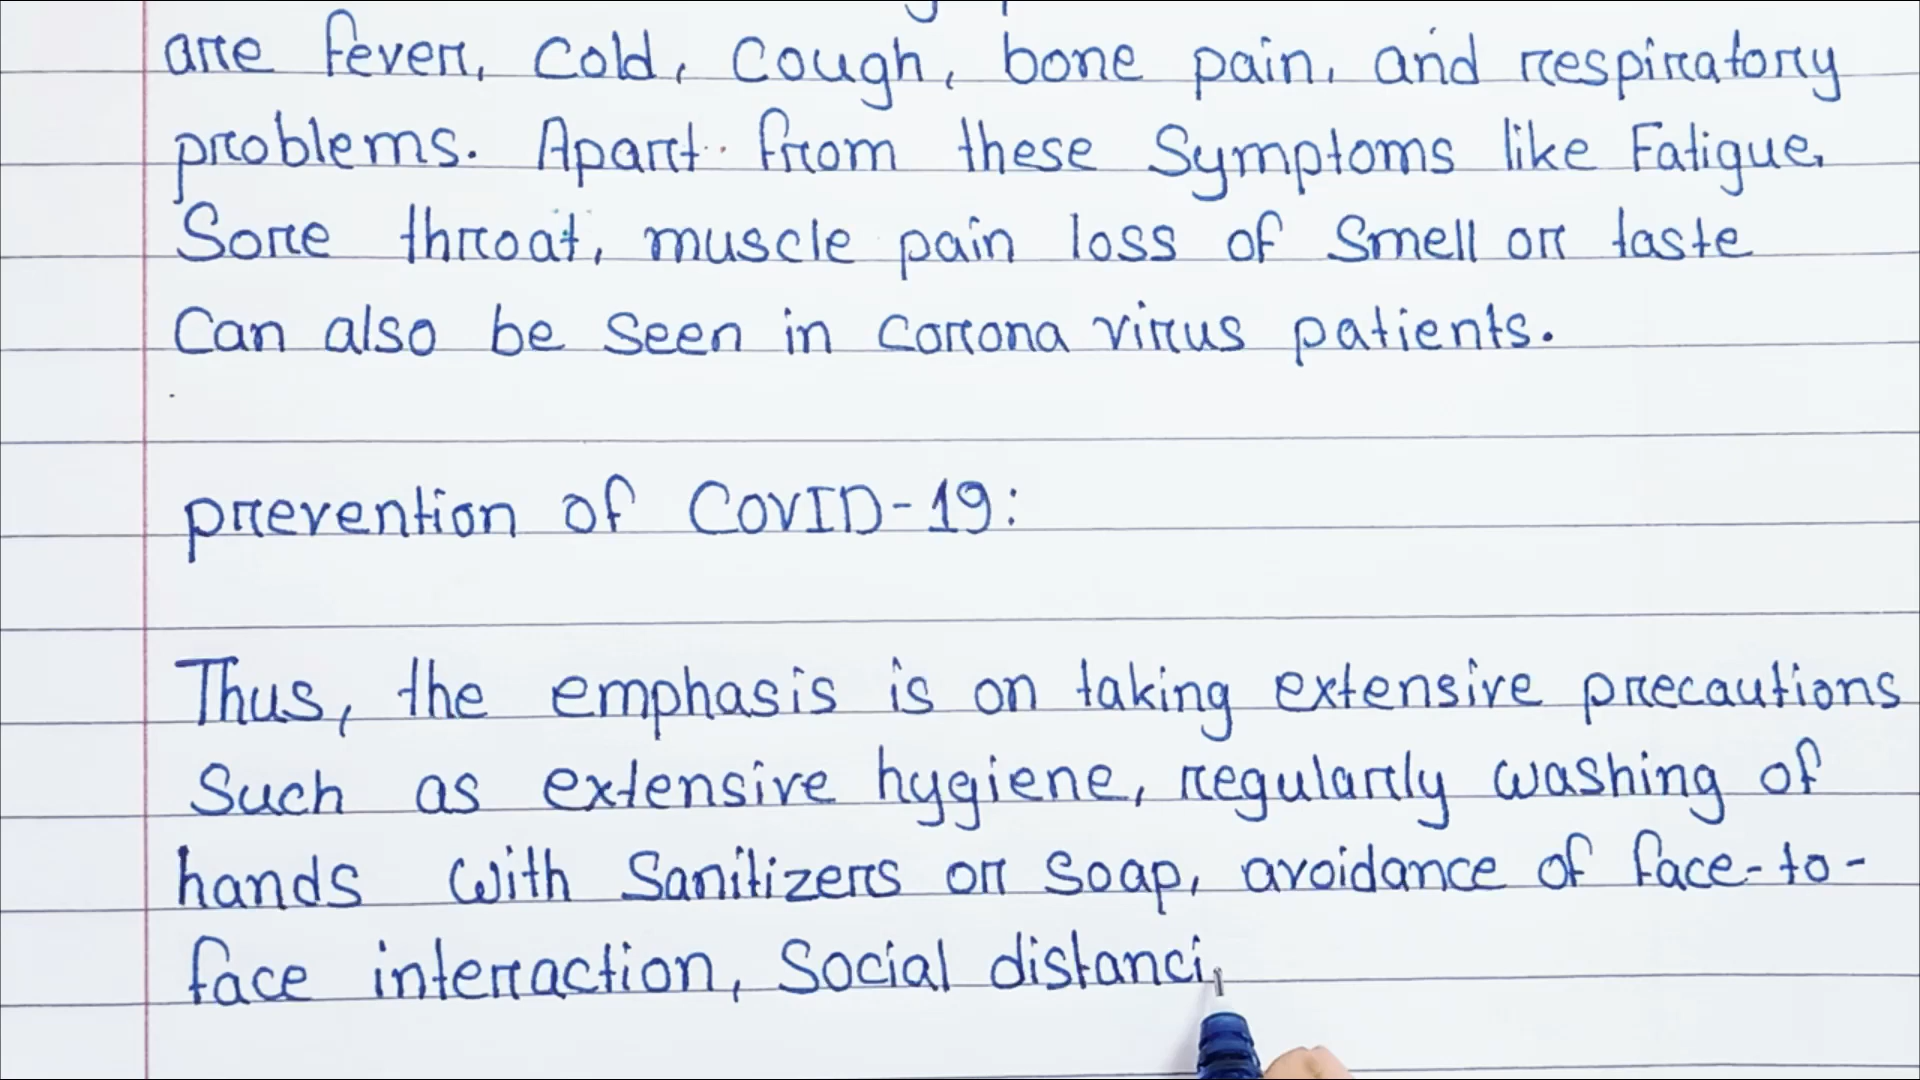 are fever, cold, cough, bone pain, and respiratory
problems. Apart from these Symptoms like Fatigue,
Sore throat, muscle pain loss of Smell or taste
Can also be Seen in corona virus patients.
prevention of COVID-19:
Thus, the emphasis is on taking extensive precautions
Such as extensive hygiene, regularly washing of
hands with Sanitizers or Soap, avoidance of face-to-
face interaction, Social distanci